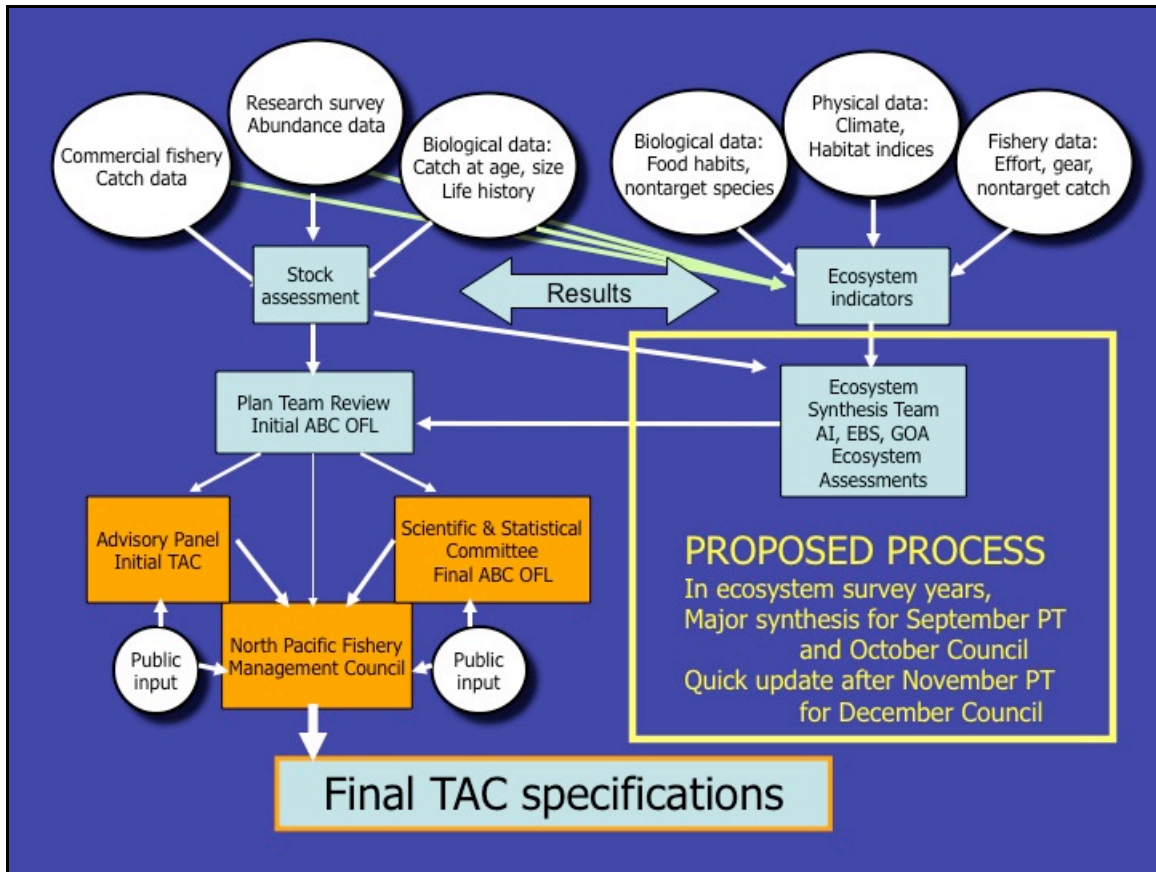 Commercial fishery
Catch data
Research survey
Abundance data
Biological data:
Catch at age, size
Life history
Biological data:
Food habits,
nontarget species
Physical data:
Climate,
Habitat indices
Fishery data:
Effort, gear,
nontarget catch
Stock
assessment
Results
Ecosystem
indicators
Plan Team Review
Initial ABC OFL
Ecosystem
Synthesis Team
AI, EBS, GOA
Ecosystem
Assessments
Advisory Panel
Initial TAC
Scientific & Statistical
Committee
Final ABC OFL
PROPOSED PROCESS
In ecosystem survey years,
Major synthesis for September PT
and October Council
Quick update after November PT
for December Council
Public
input
North Pacific Fishery
Management Council
Public
input
Final TAC specifications